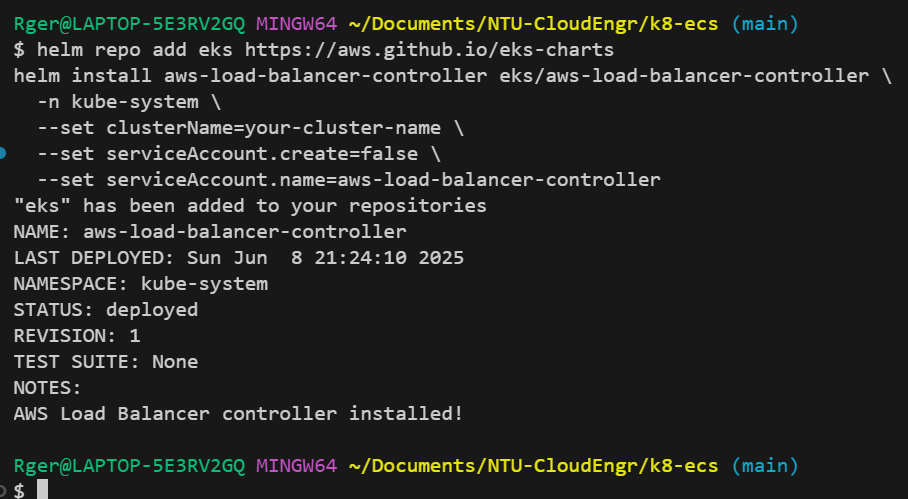 Rger@LAPTOP-5E3RV2GQ MINGW64 ~/Documents/NTU-CloudEngr/k8-ecs (main)
$ helm repo add eks https://aws.github.io/eks-charts
helm install aws-load-balancer-controller eks/aws-load-balancer-controller \
  -n kube-system \
  --set clusterName=your-cluster-name \
  --set serviceAccount.create=false \
  --set serviceAccount.name=aws-load-balancer-controller
"eks" has been added to your repositories
NAME: aws-load-balancer-controller
LAST DEPLOYED: Sun Jun  8 21:24:10 2025
NAMESPACE: kube-system
STATUS: deployed
REVISION: 1
TEST SUITE: None
NOTES:
AWS Load Balancer controller installed!
Rger@LAPTOP-5E3RV2GQ MINGW64 ~/Documents/NTU-CloudEngr/k8-ecs (main)
$